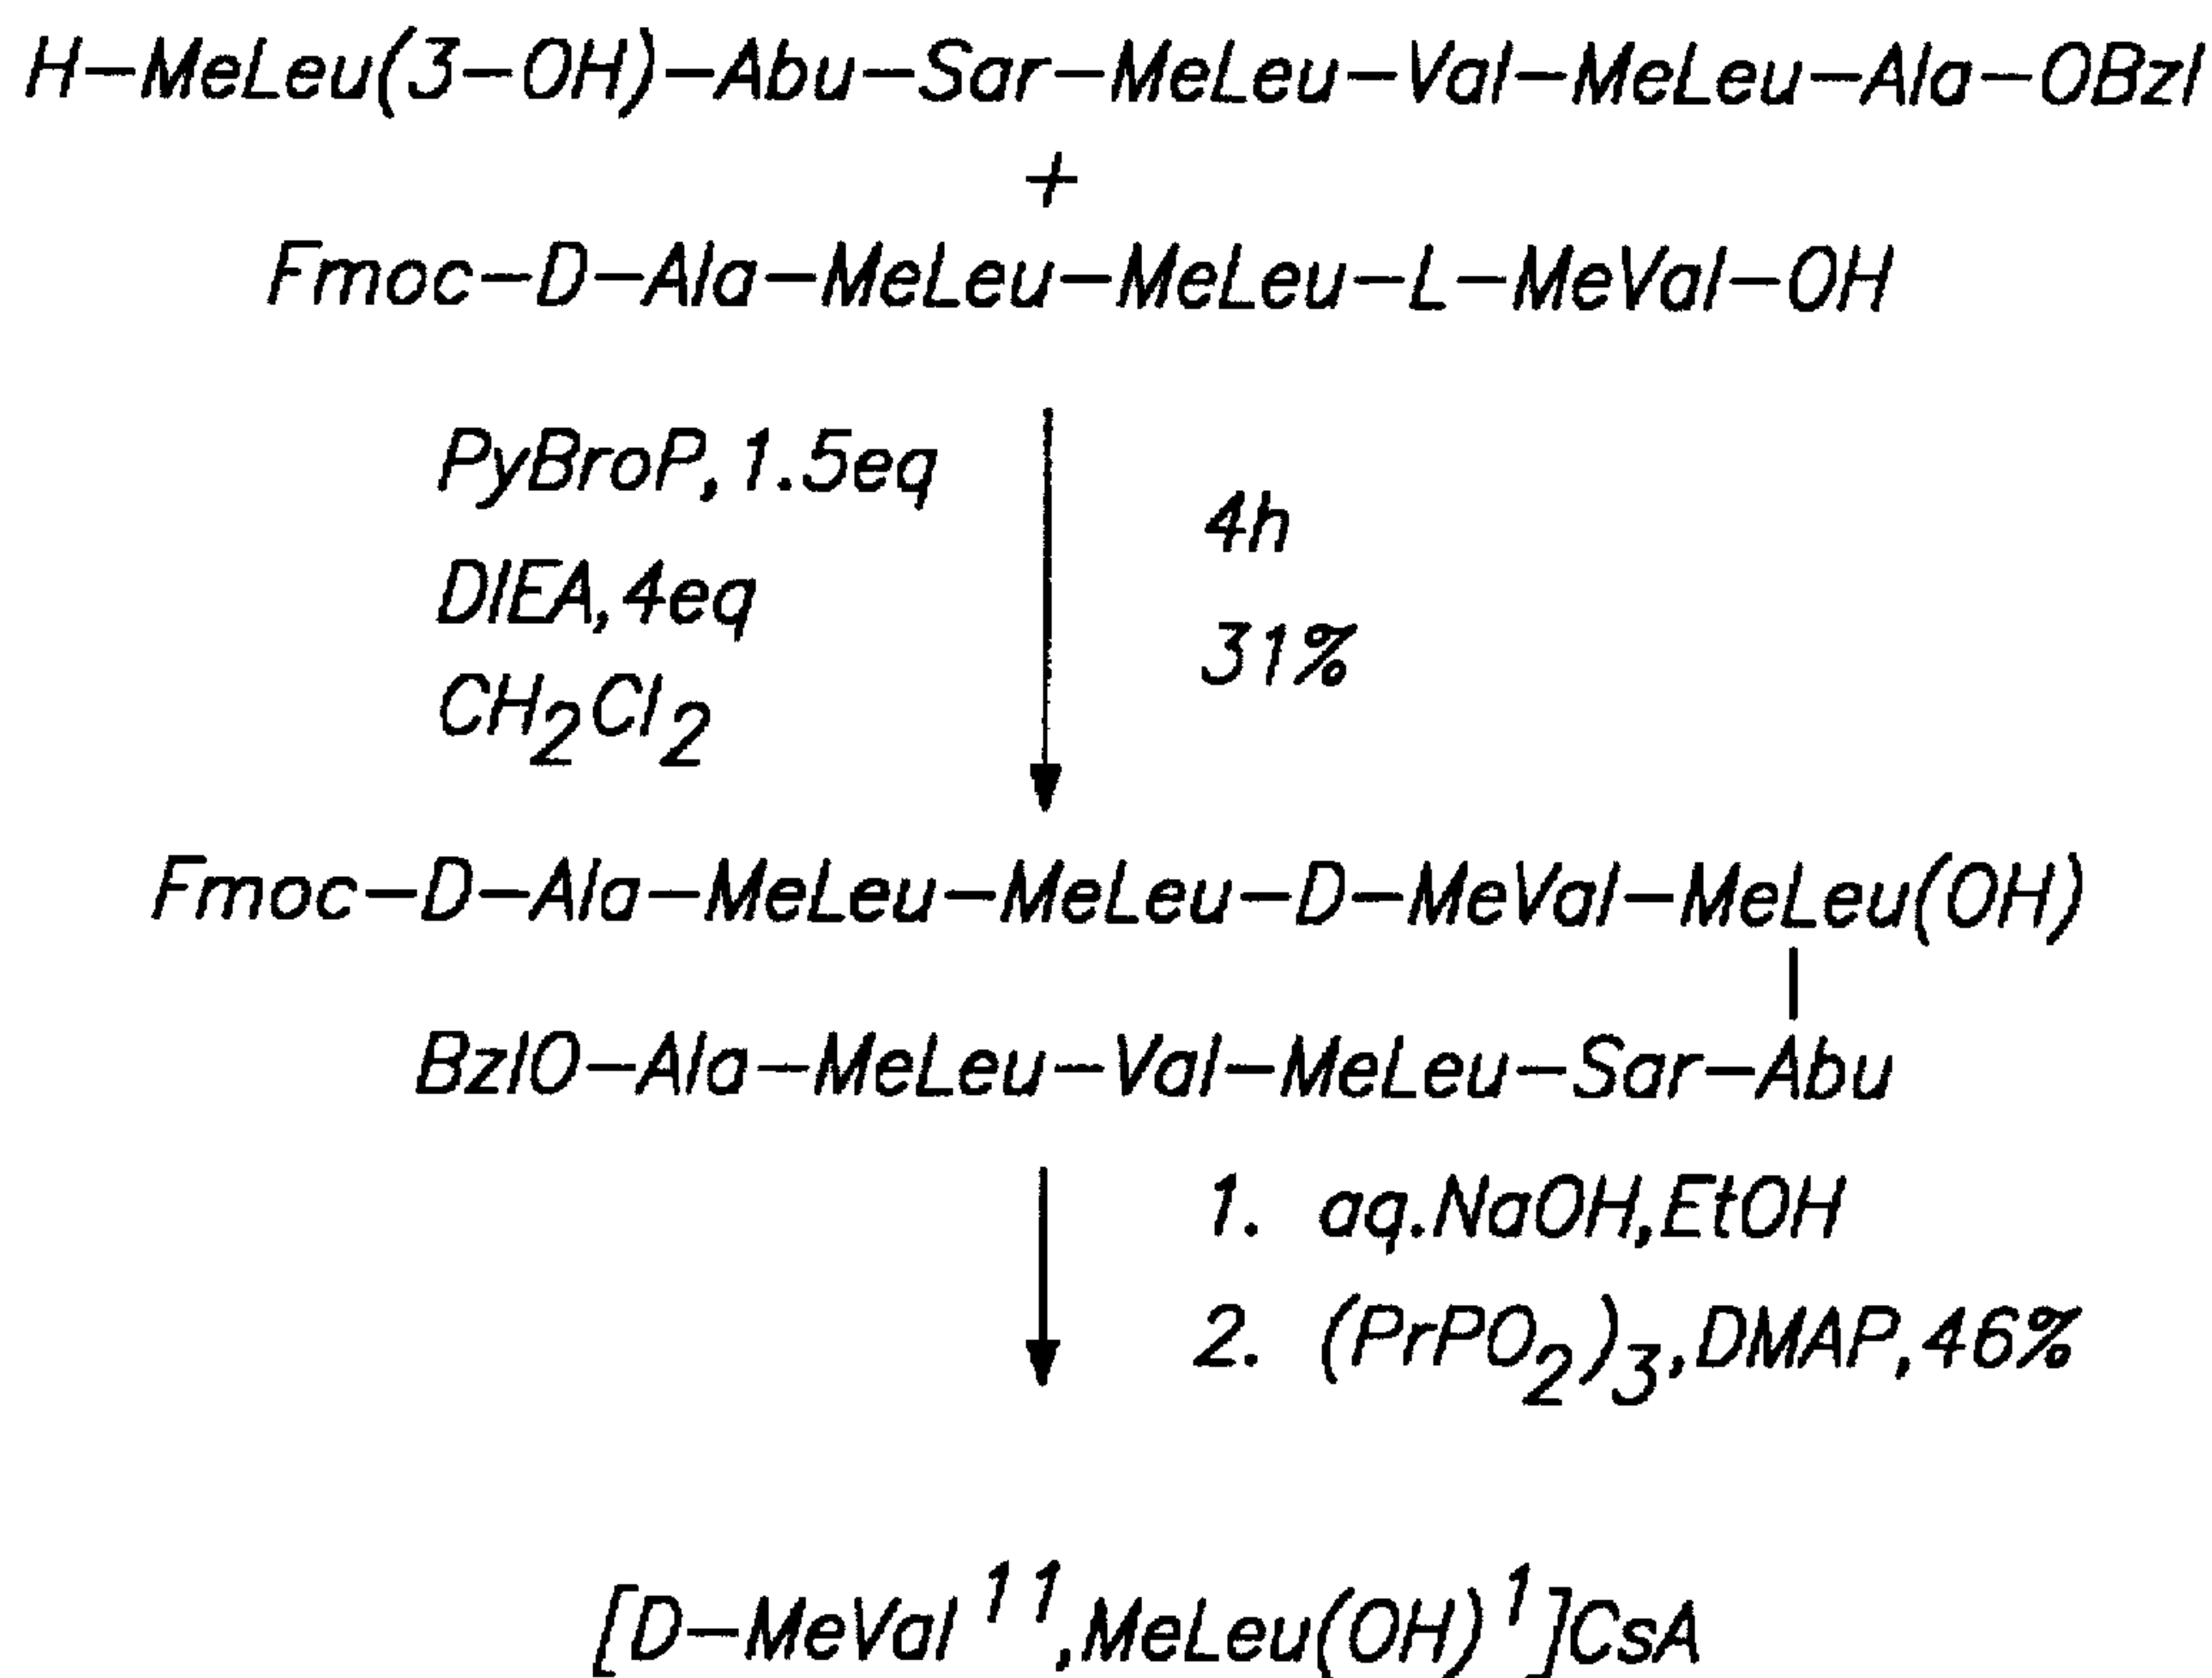 H-MeLeu(3-OH)-Abu-Sar-MeLeu-Val-MeLeu-Ala-OBzl
+
Fmoc-D-Ala-MeLeu-MeLeu-L-MeVal-OH
PyBroP, 1.5eq
4h
DIEA, 4eq
31%
CH2Cl2
Fmoc-D-Ala-MeLeu-MeLeu-D-MeVal-MeLeu(OH)
|
BzlO-Ala-MeLeu-Val-MeLeu-Sar-Abu
1. aq.NaOH,EtOH
2. (PrPO2)3,DMAP,46%
[D-MeVal11,MeLeu(OH)1]CsA